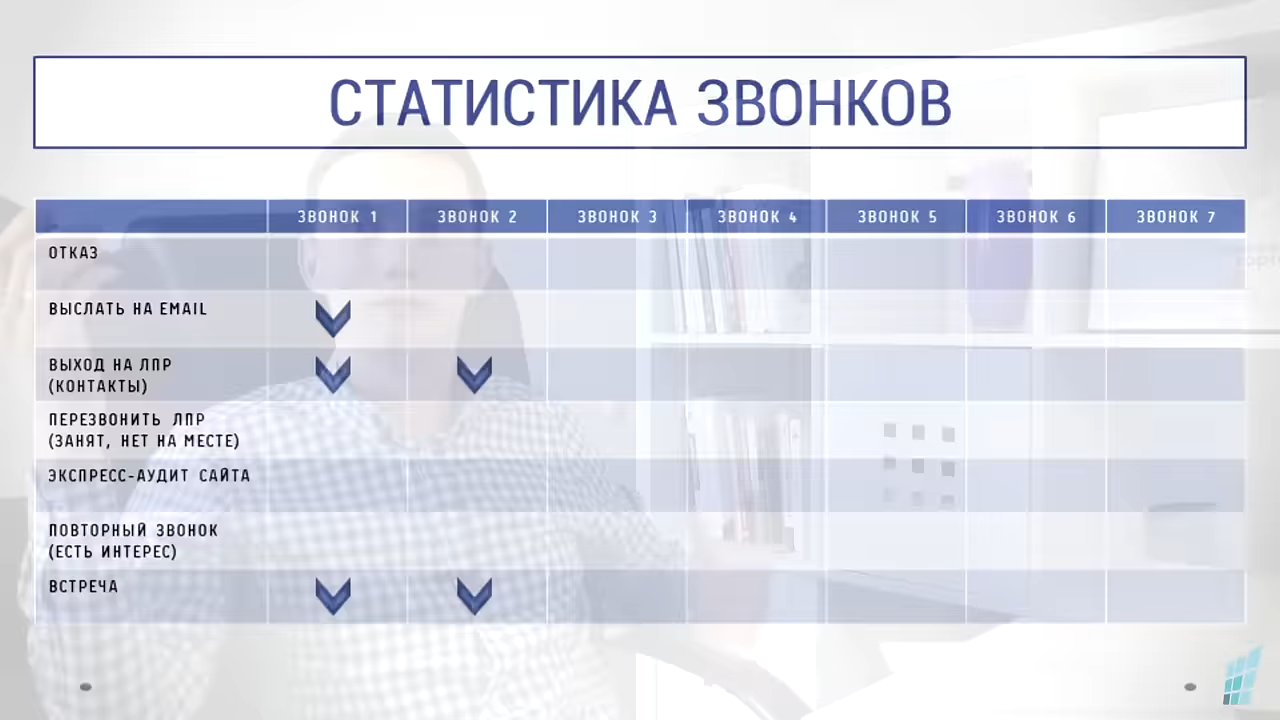 СТАТИСТИКА ЗВОНКОВ
ЗВОНОК 1 ЗВОНОК 2 ЗВОНОК 3 ЗВОНОК 4 ЗВОНОК 5 ЗВОНОК 6 ЗВОНОК 7
ОТКАЗ
ВЫСЛАТЬ НА EMAIL
ВЫХОД НА ЛПР
(КОНТАКТЫ)
ПЕРЕЗВОНИТЬ ЛПР
(ЗАНЯТ, НЕТ НА МЕСТЕ)
ЭКСПРЕСС-АУДИТ САЙТА
ПОВТОРНЫЙ ЗВОНОК
(ЕСТЬ ИНТЕРЕС)
ВСТРЕЧА